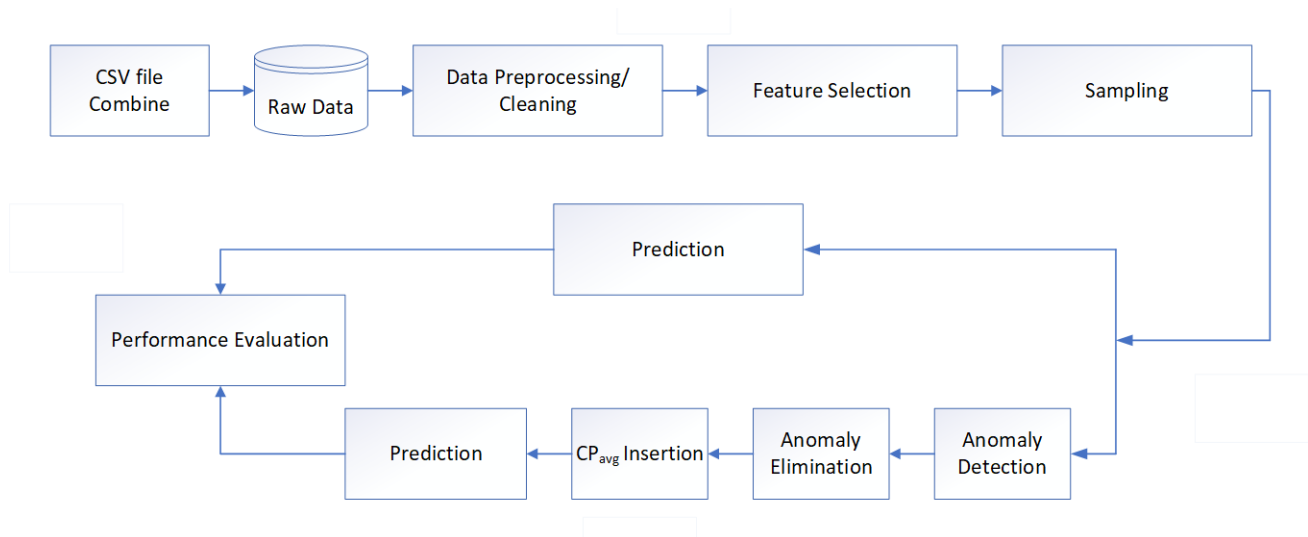 CSV file
Combine
Raw Data
Data Preprocessing/
Cleaning
Feature Selection
Sampling
Prediction
Performance Evaluation
Prediction
CPavg Insertion
Anomaly
Elimination
Anomaly
Detection